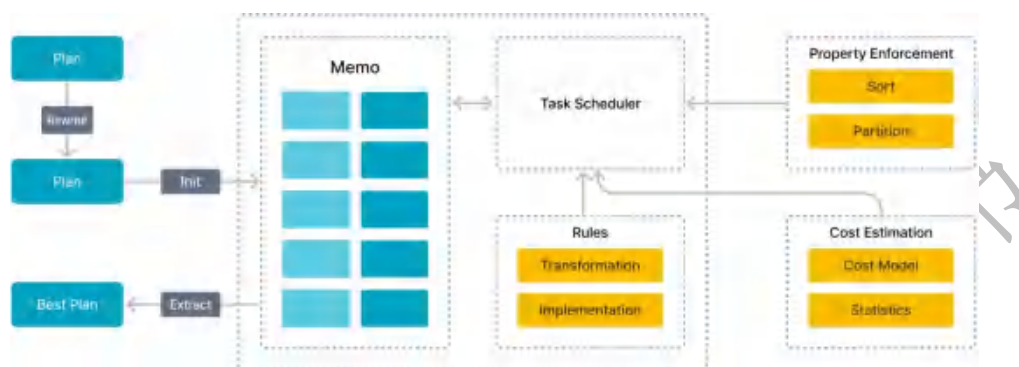 Plan
Rewrite
Plan
Init
Best Plan
Extract
Memo
Task Scheduler
Rules
Transformation
Implementation
Property Enforcement
Sort
Partition
Cost Estimation
Cost Model
Statistics